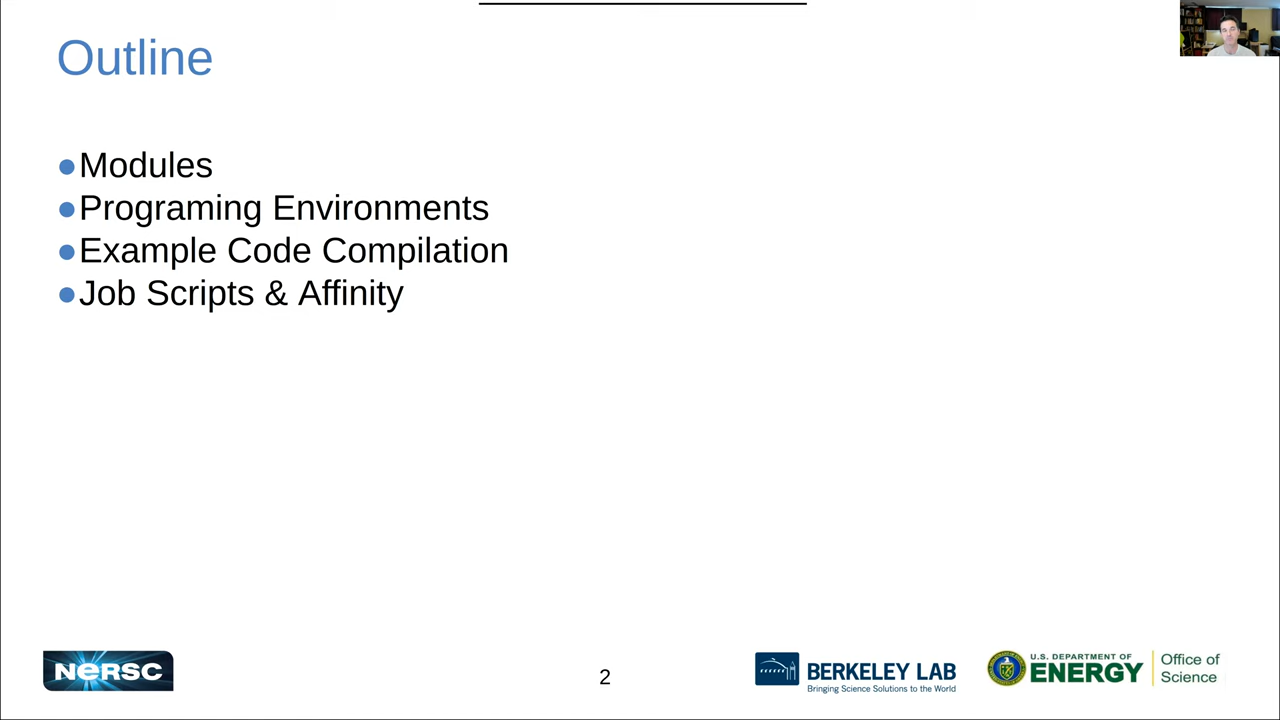 Outline
●Modules
●Programing Environments
●Example Code Compilation
●Job Scripts & Affinity
NERSC
2
BERKELEY LAB
Bringing Science Solutions to the World
U.S. DEPARTMENT OF
ENERGY
Office of
Science